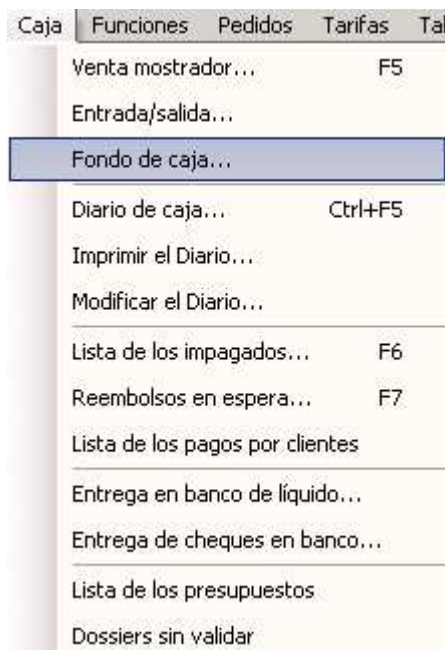 Caja Funciones Pedidos Tarifas
Venta mostrador... F5
Entrada/salida...
Fondo de caja...
Diario de caja... Ctrl+F5
Imprimir el Diario...
Modificar el Diario...
Lista de los impagados... F6
Reembolsos en espera... F7
Lista de los pagos por clientes
Entrega en banco de líquido...
Entrega de cheques en banco...
Lista de los presupuestos
Dossiers sin validar